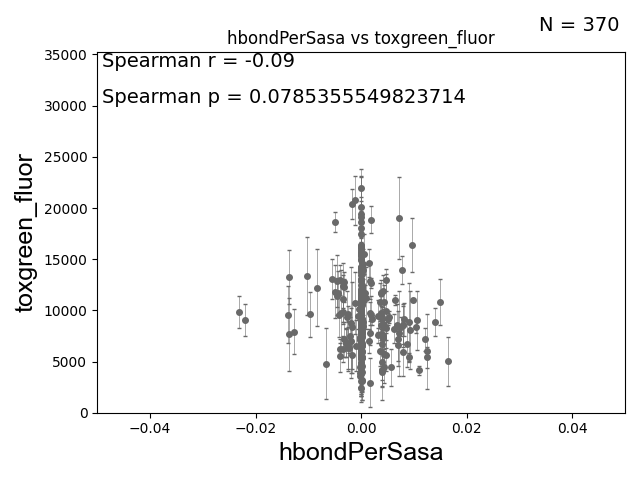 N = 370
hbondPerSasa vs toxgreen_fluor
Spearman r = -0.09
Spearman p = 0.0785355549823714
35000
30000
25000
20000
15000
10000
5000
0
toxgreen_fluor
−0.04 −0.02 0.00 0.02 0.04
hbondPerSasa